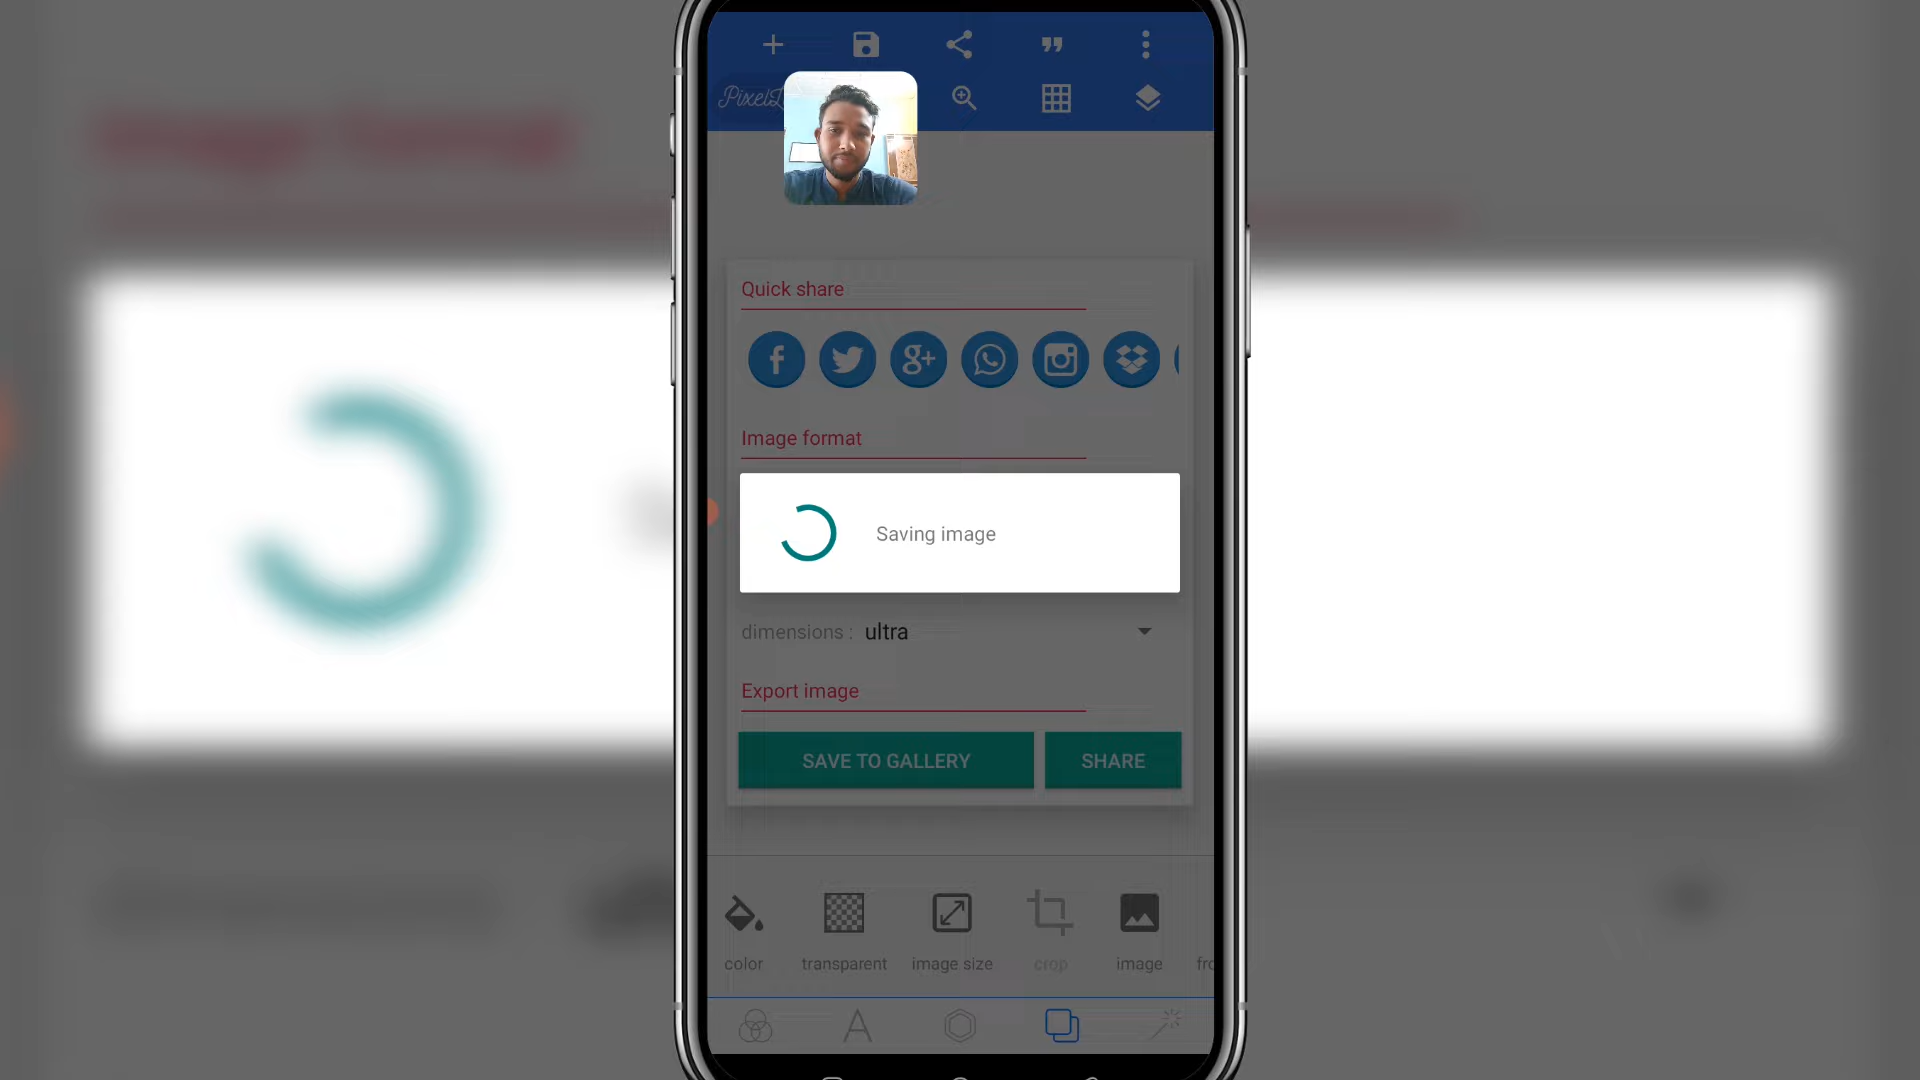 Quick share
Image format
Saving image
dimensions : ultra
Export image
SAVE TO GALLERY SHARE
color transparent image size crop image